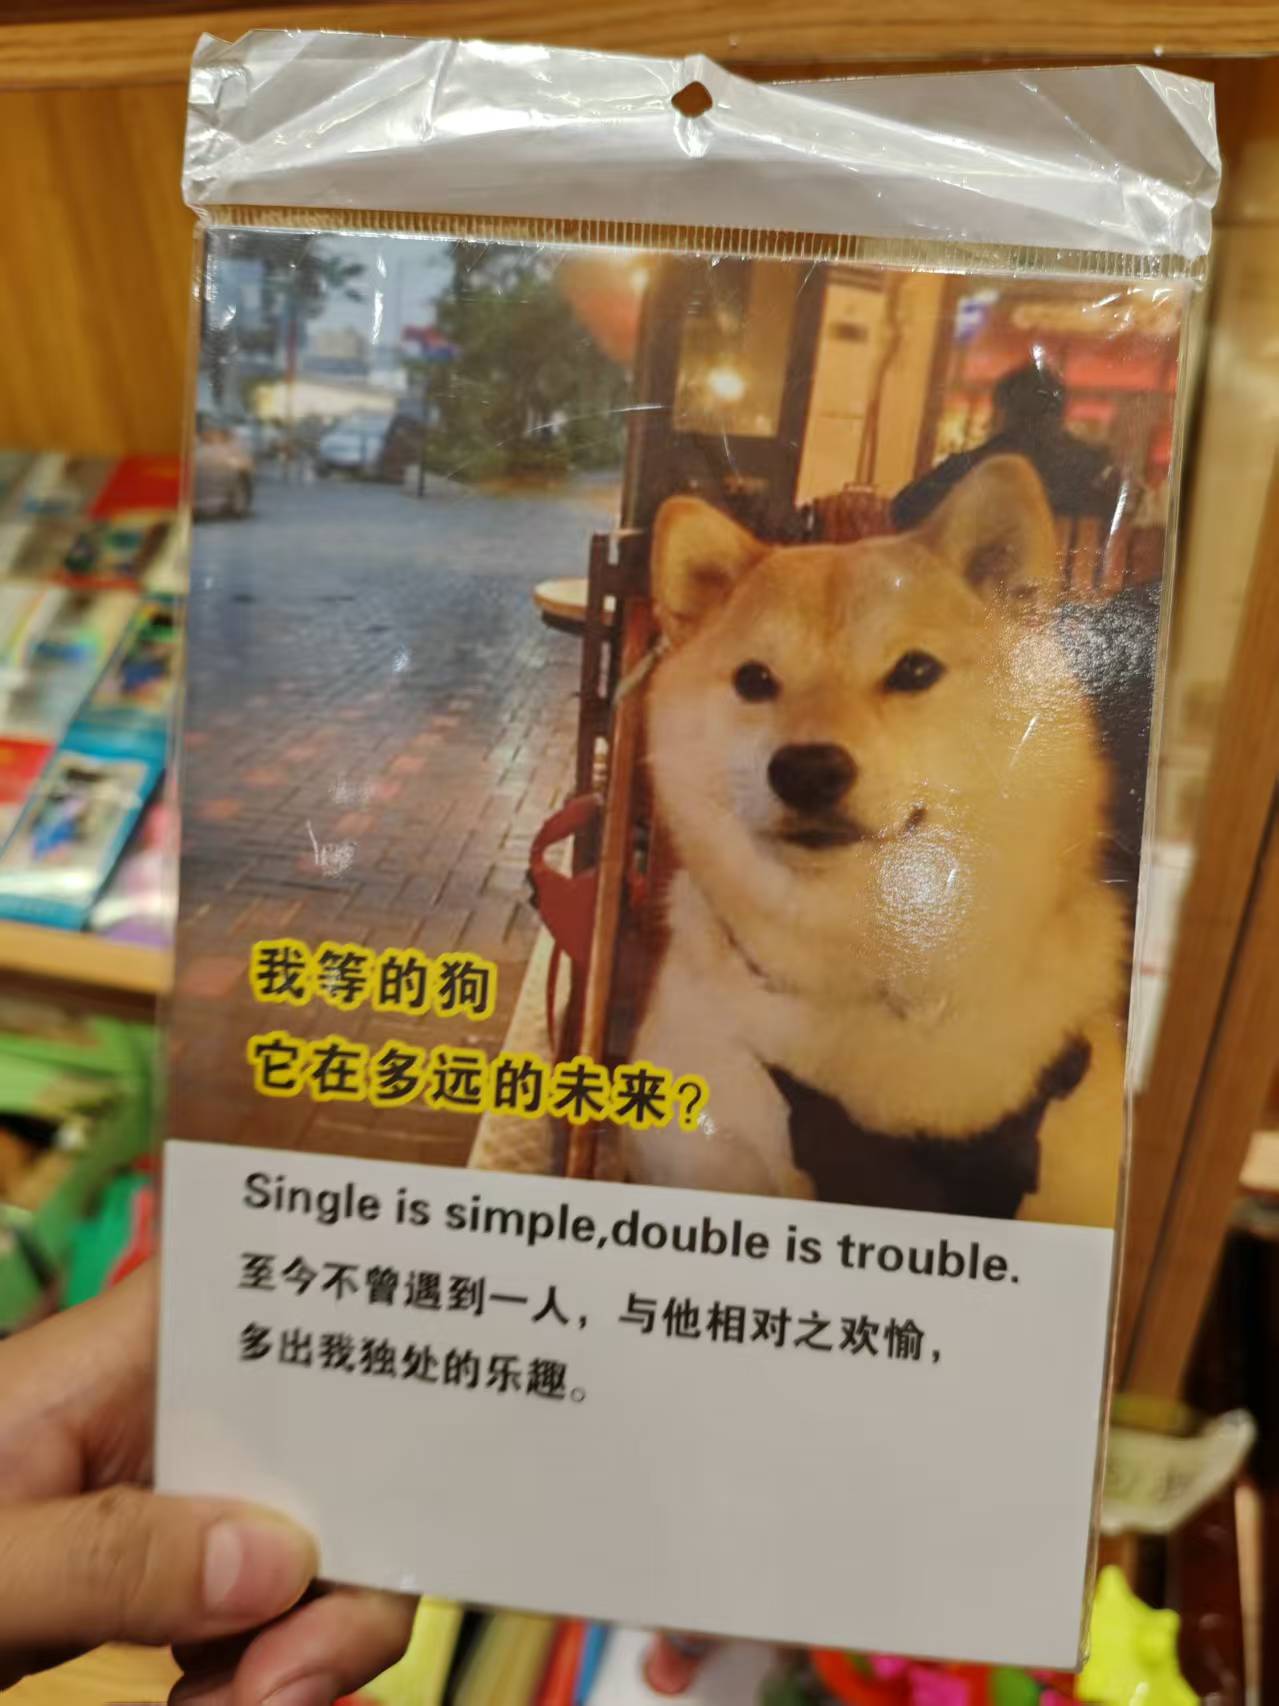 我等的狗
它在多远的未来?
Single is simple,double is trouble.
至今不曾遇到一人，与他相对之欢愉，
多出我独处的乐趣。